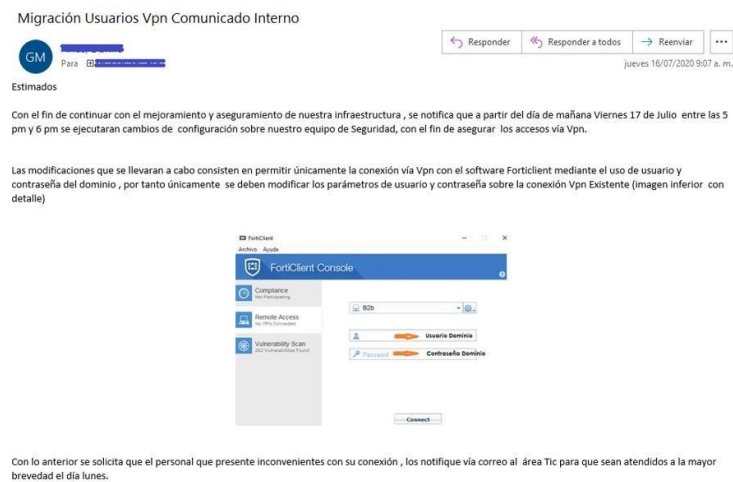 Migración Usuarios Vpn Comunicado Interno
Responder
Responder a todos
Reenviar
GM
Para
jueves 16/07/2020 9:07 a. m.
Estimados
Con el fin de continuar con el mejoramiento y aseguramiento de nuestra infraestructura , se notifica que a partir del día de mañana Viernes 17 de Julio entre las 5
pm y 6 pm se ejecutaran cambios de configuración sobre nuestro equipo de Seguridad, con el fin de asegurar los accesos vía Vpn.
Las modificaciones que se llevaran a cabo consisten en permitir únicamente la conexión vía Vpn con el software Forticlient mediante el uso de usuario y
contraseña del dominio , por tanto únicamente se deben modificar los parámetros de usuario y contraseña sobre la conexión Vpn Existente (imagen inferior con
detalle)
FortiClient
Archivo Ayuda
FortiClient Console
Compliance
Not Participating
B2b
Remote Access
No VPN Connected
Usuario Dominio
Vulnerability Scan
Vulnerabilities Found
Password
Contraseña Dominio
Connect
Con lo anterior se solicita que el personal que presente inconvenientes con su conexión , los notifique vía correo al área Tic para que sean atendidos a la mayor
brevedad el día lunes.